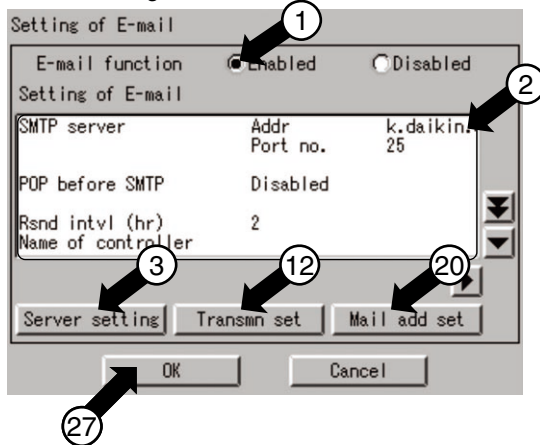 Setting of E-mail
1
E-mail function Enabled Disabled
Setting of E-mail
2
SMTP server Addr k.daikin.
Port no. 25
POP before SMTP Disabled
Rsnd intvl (hr) 2
Name of controller
3 12 20
Server setting Transmn set Mail add set
OK Cancel
27